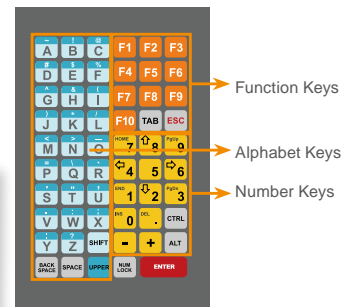 A B C F1 F2 F3
# $ %
D E F F4 F5 F6
^ & (
G H I F7 F8 F9
Function Keys
) * /
J K L F10 TAB ESC
< > HOME PgUp
M N O 7 8 9
Alphabet Keys
P Q R 4 5 6
END PgDn
S T U 1 2 3
Number Keys
INS DEL
V W X 0 . CTRL
?
Y Z SHIFT - + ALT
BACK SPACE SPACE UPPER NUM LOCK ENTER